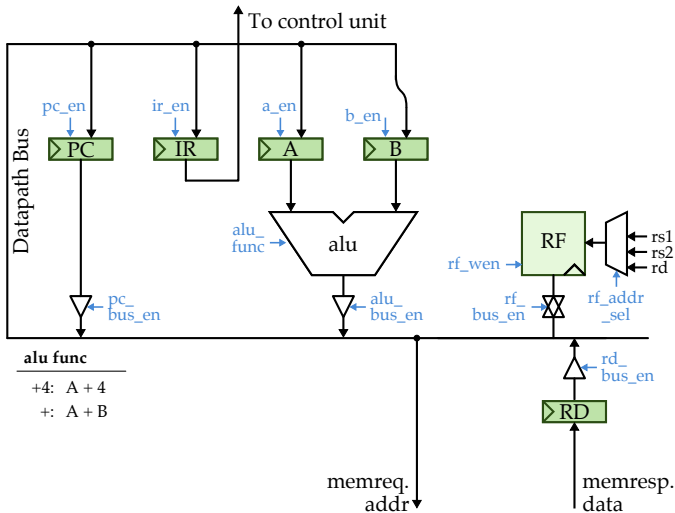 To control unit
pc_en
ir_en
a_en
b_en
PC
IR
A
B
Datapath Bus
alu_
func
alu
RF
rs1
rs2
rd
rf_wen
rf_addr
_sel
pc_
bus_en
alu_
bus_en
rf_
bus_en
alu func
+4: A + 4
+: A + B
rd_
bus_en
RD
memreq.
addr
memresp.
data